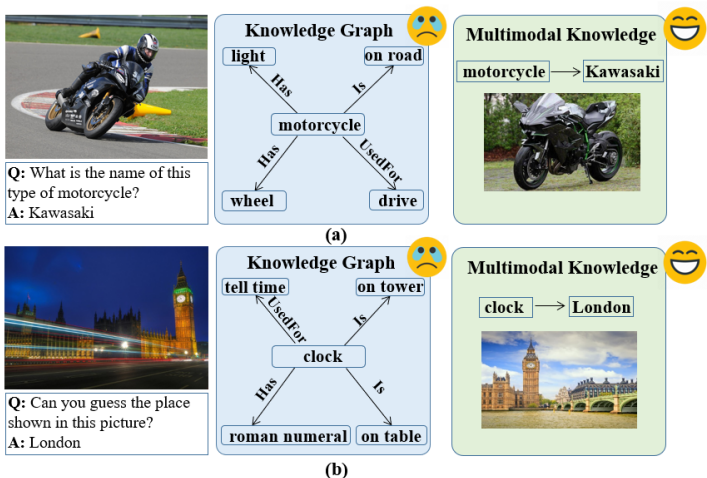 Knowledge Graph
light
on road
Has
Is
motorcycle
Has
UsedFor
wheel
drive
Multimodal Knowledge
motorcycle
Kawasaki
Q: What is the name of this
type of motorcycle?
A: Kawasaki
(a)
Knowledge Graph
tell time
on tower
UsedFor
Is
clock
Has
Is
roman numeral
on table
Multimodal Knowledge
clock
London
Q: Can you guess the place
shown in this picture?
A: London
(b)